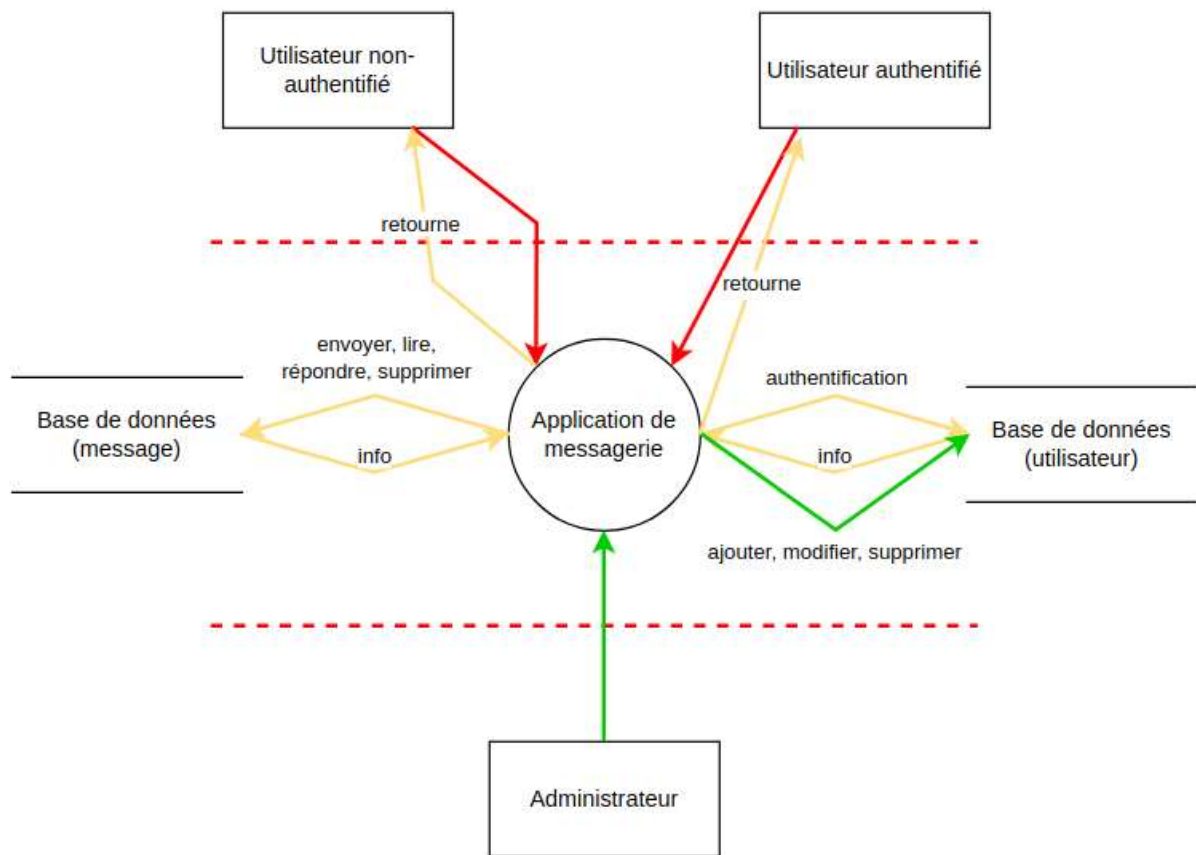 Utilisateur non-
authentifié
Utilisateur authentifié
retourne
retourne
envoyer, lire,
répondre, supprimer
authentification
Base de données
(message)
info
Application de
messagerie
info
Base de données
(utilisateur)
ajouter, modifier, supprimer
Administrateur